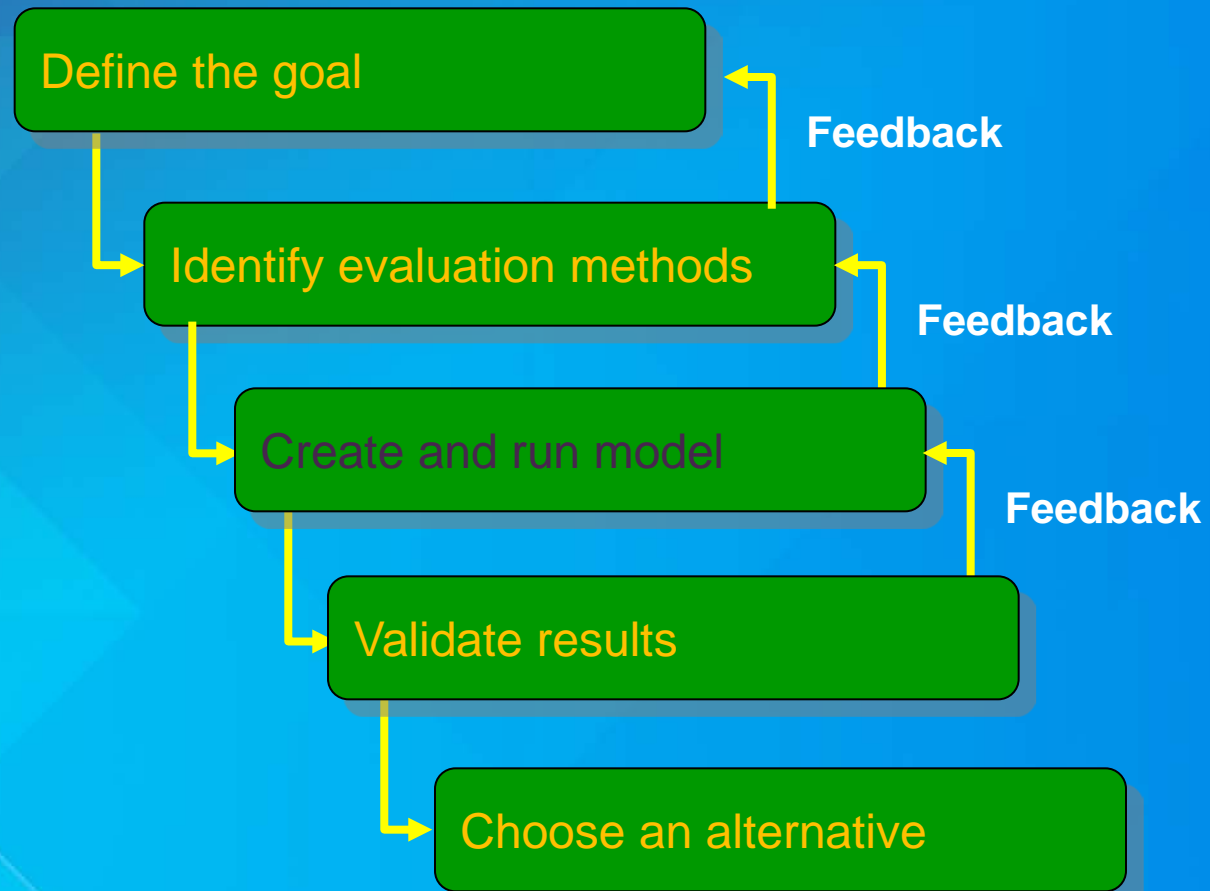 Define the goal
Feedback
Identify evaluation methods
Feedback
Create and run model
Feedback
Validate results
Choose an alternative